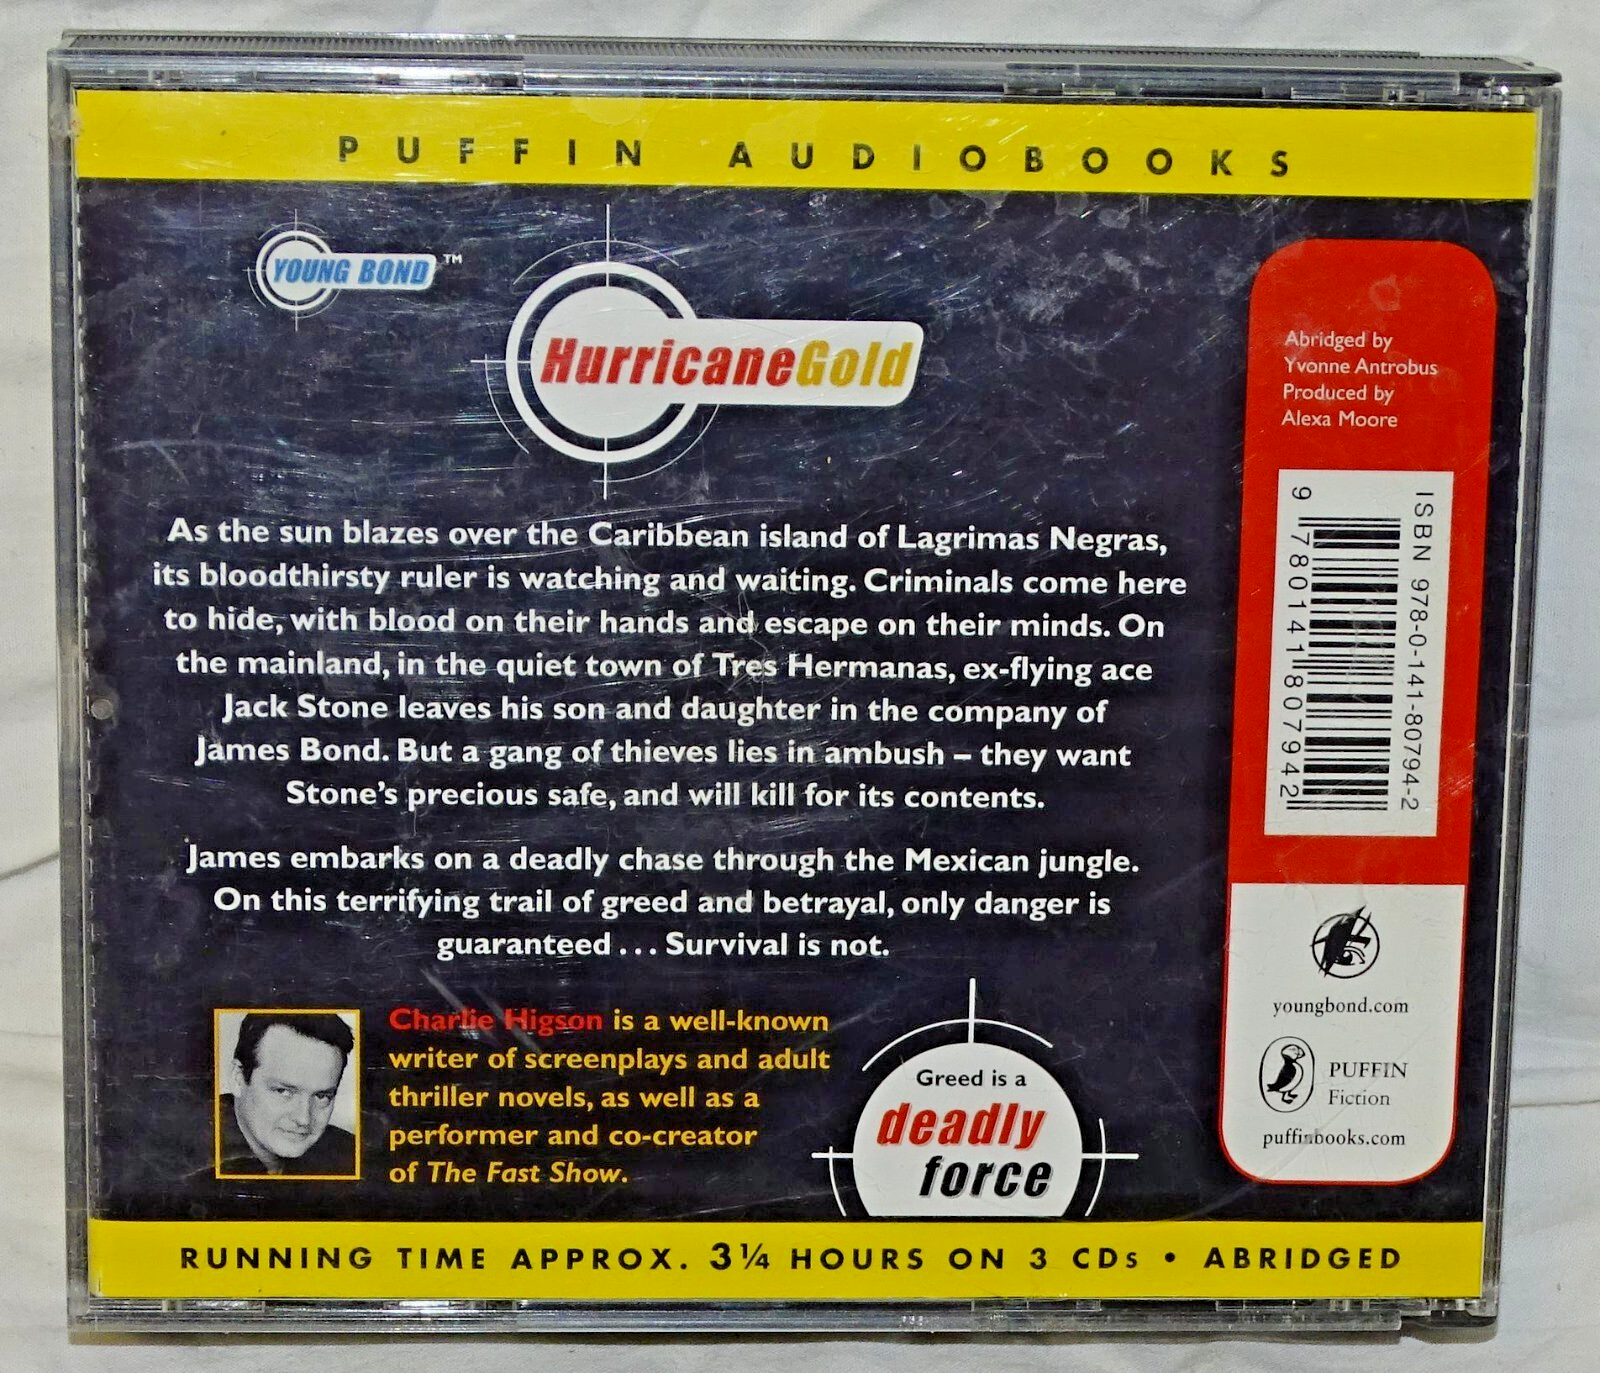 PUFFIN AUDIOBOOKS
YOUNG BOND™
HurricaneGold
As the sun blazes over the Caribbean island of Lagrimas Negras,
its bloodthirsty ruler is watching and waiting. Criminals come here
to hide, with blood on their hands and escape on their minds. On
the mainland, in the quiet town of Tres Hermanas, ex-flying ace
Jack Stone leaves his son and daughter in the company of
James Bond. But a gang of thieves lies in ambush – they want
Stone's precious safe, and will kill for its contents.
James embarks on a deadly chase through the Mexican jungle.
On this terrifying trail of greed and betrayal, only danger is
guaranteed . . . Survival is not.
Charlie Higson is a well-known
writer of screenplays and adult
thriller novels, as well as a
performer and co-creator
of The Fast Show.
Greed is a
deadly
force
Abridged by
Yvonne Antrobus
Produced by
Alexa Moore
ISBN 978-0-141-80794-2
9 780141 807942
youngbond.com
PUFFIN
Fiction
puffinbooks.com
RUNNING TIME APPROX. 3¼ HOURS ON 3 CDs • ABRIDGED